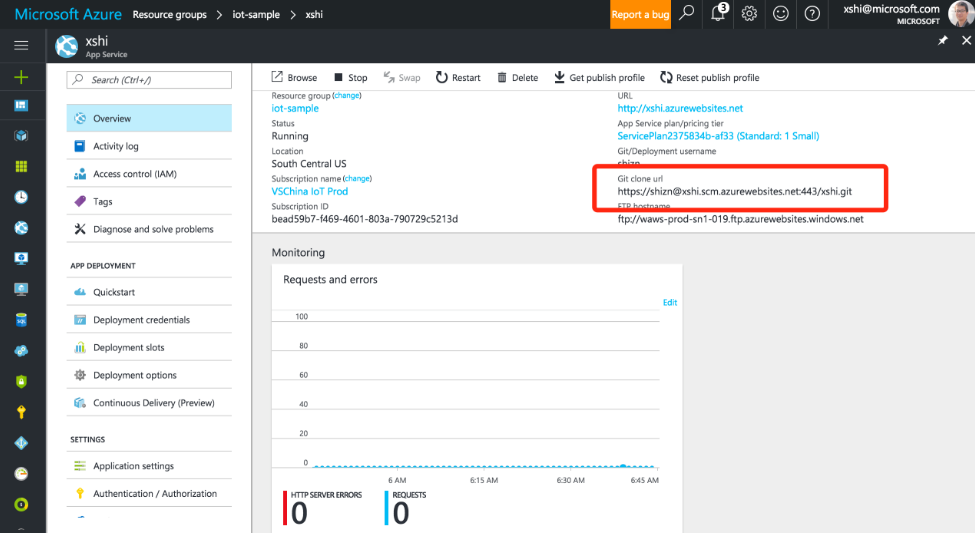 Microsoft Azure Resource groups > iot-sample > xshi
Report a bug
3
xshi@microsoft.com
MICROSOFT
xshi
App Service
Search (Ctrl+/)
Overview
Activity log
Access control (IAM)
Tags
Diagnose and solve problems
APP DEPLOYMENT
Quickstart
Deployment credentials
Deployment slots
Deployment options
Continuous Delivery (Preview)
SETTINGS
Application settings
Authentication / Authorization
Browse Stop Swap Restart Delete Get publish profile Reset publish profile
Resource group (change)
iot-sample
Status
Running
Location
South Central US
Subscription name (change)
VSChina IoT Prod
Subscription ID
bead59b7-f469-4601-803a-790729c5213d
URL
http://xshi.azurewebsites.net
App Service plan/pricing tier
ServicePlan2375834b-af33 (Standard: 1 Small)
Git/Deployment username
shizn
Git clone url
https://shizn@xshi.scm.azurewebsites.net:443/xshi.git
FTP hostname
ftp://waws-prod-sn1-019.ftp.azurewebsites.windows.net
Monitoring
Requests and errors
Edit
100
80
60
40
20
0
6 AM 6:15 AM 6:30 AM 6:45 AM
HTTP SERVER ERRORS
0
REQUESTS
0